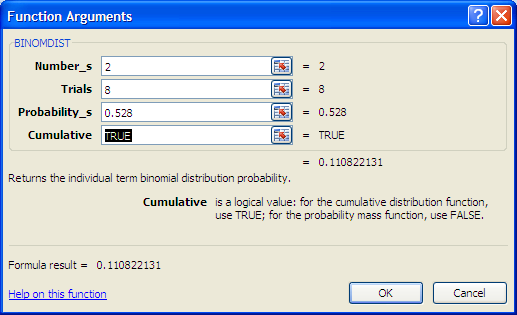 Function Arguments
BINOMDIST
Number_s 2 = 2
Trials 8 = 8
Probability_s 0.528 = 0.528
Cumulative TRUE = TRUE
= 0.110822131
Returns the individual term binomial distribution probability.
Cumulative is a logical value: for the cumulative distribution function,
use TRUE; for the probability mass function, use FALSE.
Formula result = 0.110822131
Help on this function OK Cancel